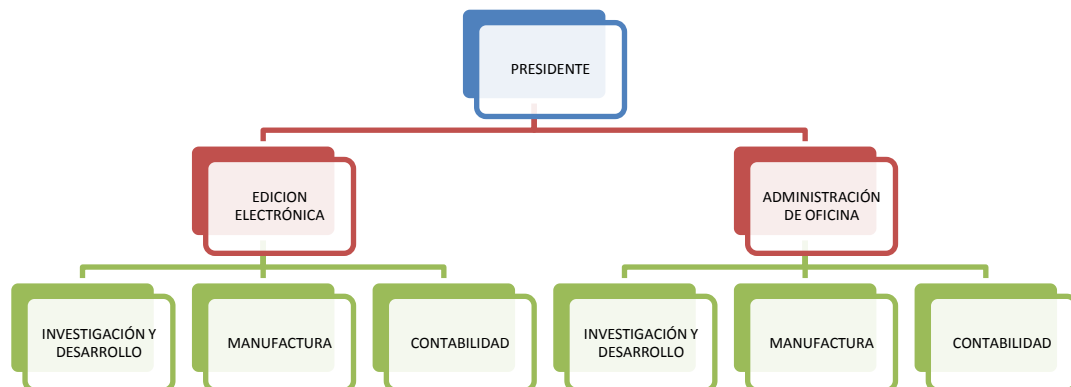 PRESIDENTE
EDICION
ELECTRÓNICA
ADMINISTRACIÓN
DE OFICINA
INVESTIGACIÓN Y
DESARROLLO
MANUFACTURA
CONTABILIDAD
INVESTIGACIÓN Y
DESARROLLO
MANUFACTURA
CONTABILIDAD